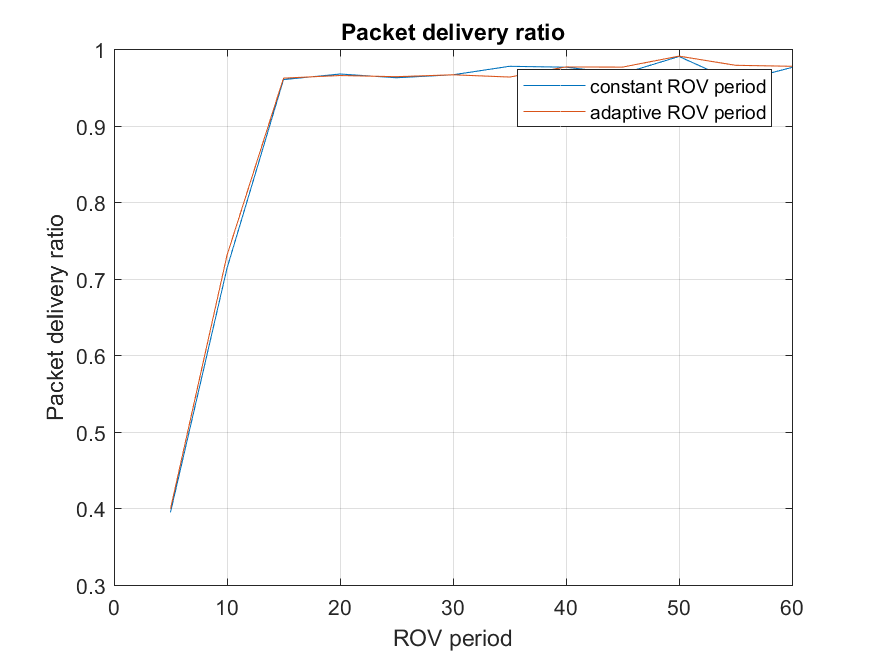 Packet delivery ratio
1
0.9
0.8
0.7
0.6
0.5
0.4
0.3
Packet delivery ratio
constant ROV period
adaptive ROV period
0 10 20 30 40 50 60
ROV period